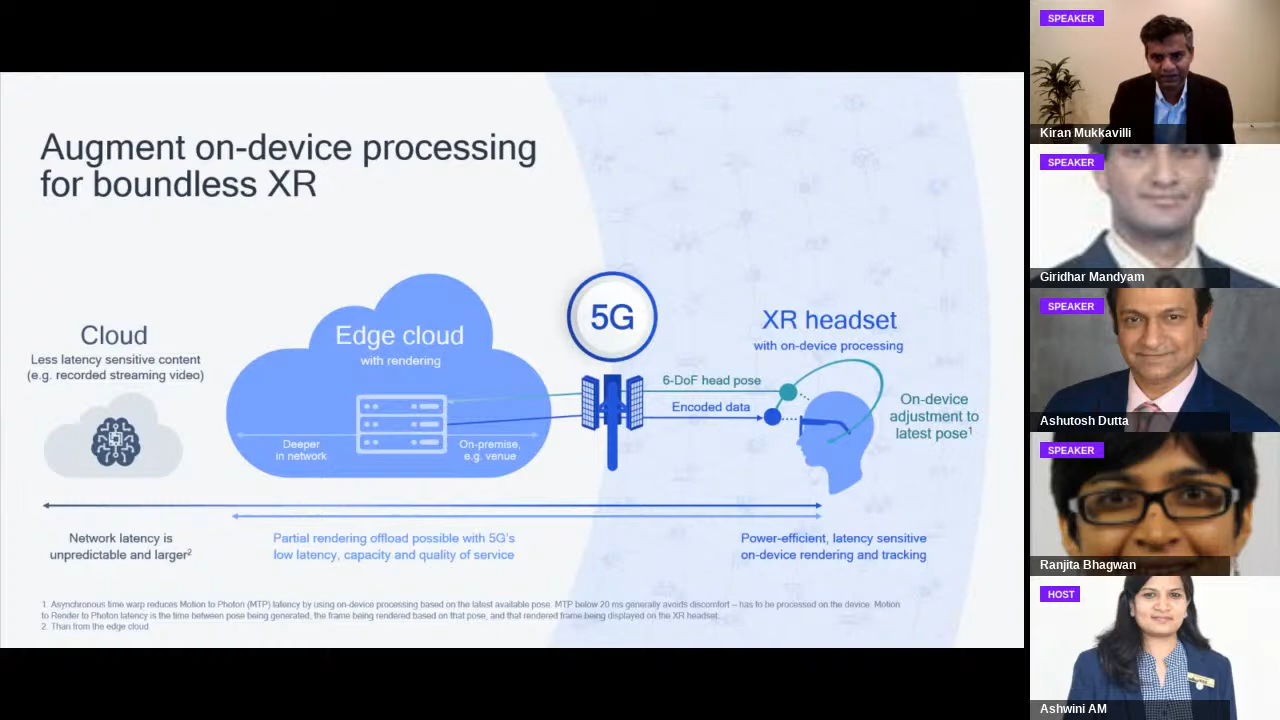 Augment on-device processing
for boundless XR
Cloud
Less latency sensitive content
(e.g. recorded streaming video)
Edge cloud
with rendering
Deeper
in network
On-premise,
e.g. venue
5G
6-DoF head pose
Encoded data
XR headset
with on-device processing
On-device
adjustment to
latest pose1
Network latency is
unpredictable and larger2
Partial rendering offload possible with 5G's
low latency, capacity and quality of service
Power-efficient, latency sensitive
on-device rendering and tracking
1. Asynchronous time warp reduces Motion to Photon (MTP) latency by using on-device processing based on the latest available pose. MTP below 20 ms generally avoids discomfort – has to be processed on the device. Motion
to Render to Photon latency is the time between pose being generated, the frame being rendered based on that pose, and that rendered frame being displayed on the XR headset.
2. Than from the edge cloud
SPEAKER
Kiran Mukkavilli
SPEAKER
Giridhar Mandyam
SPEAKER
Ashutosh Dutta
SPEAKER
Ranjita Bhagwan
HOST
Ashwini AM